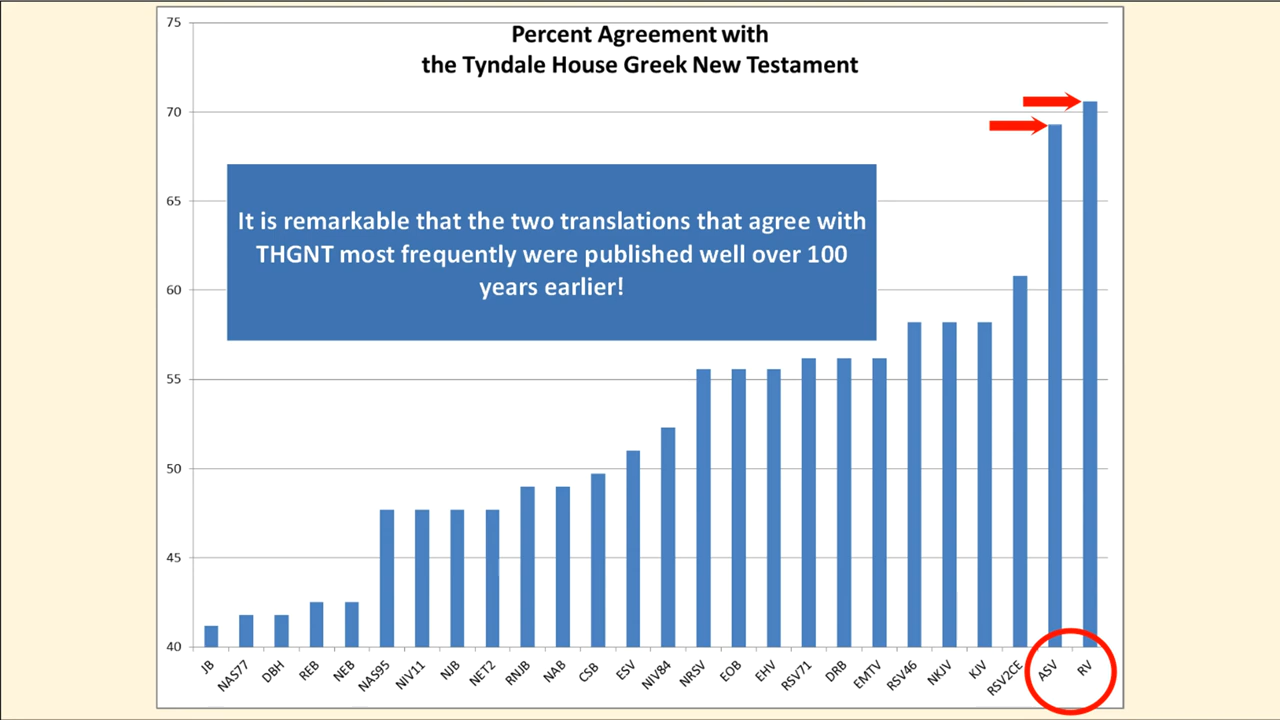 Percent Agreement with
the Tyndale House Greek New Testament
75
70
65
60
55
50
45
40
It is remarkable that the two translations that agree with
THGNT most frequently were published well over 100
years earlier!
JB
NAS77
DBH
REB
NEB
NAS95
NIV11
NJB
NET2
RNJB
NAB
CSB
ESV
NIV84
NRSV
EOB
EHV
RSV71
DRB
EMTV
RSV46
NKJV
KJV
RSV2CE
ASV
RV